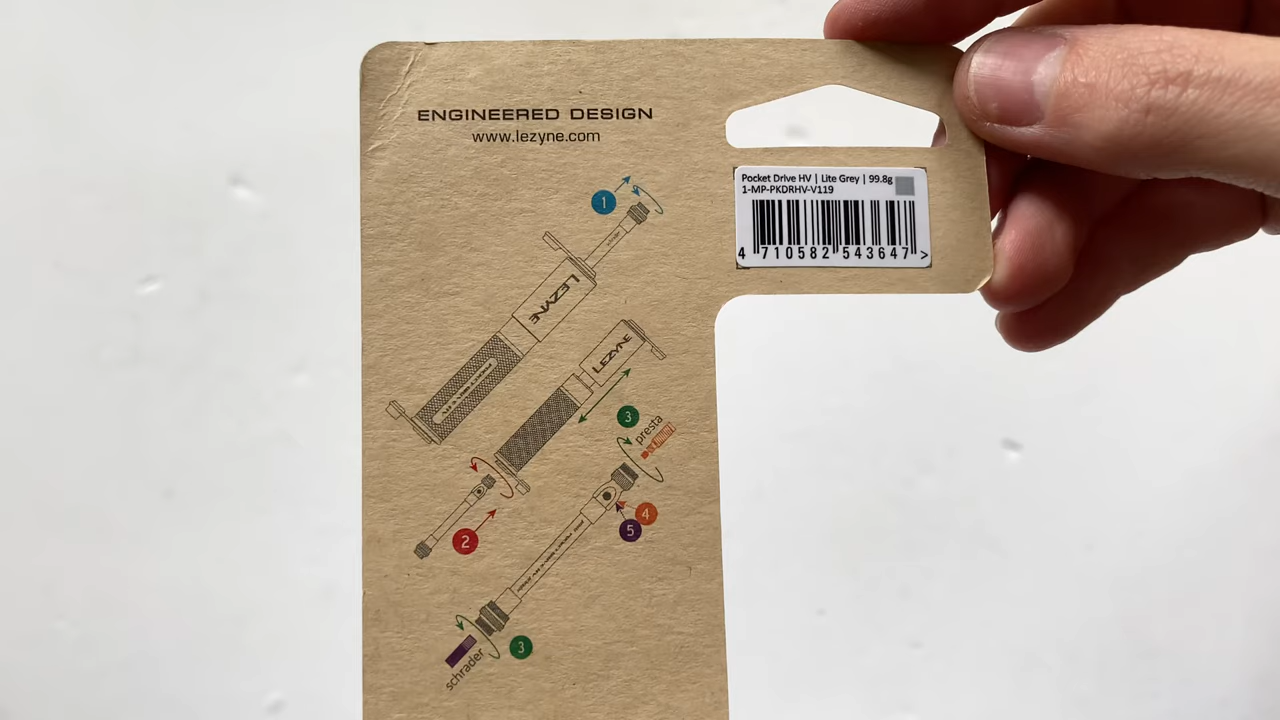 ENGINEERED DESIGN
www.lezyne.com
Pocket Drive HV | Lite Grey | 99.8g
1-MP-PKDRHV-V119
4 710582 543647 >
1
LEZYNE
LEZYNE
3
presta
2
4
5
3
schrader